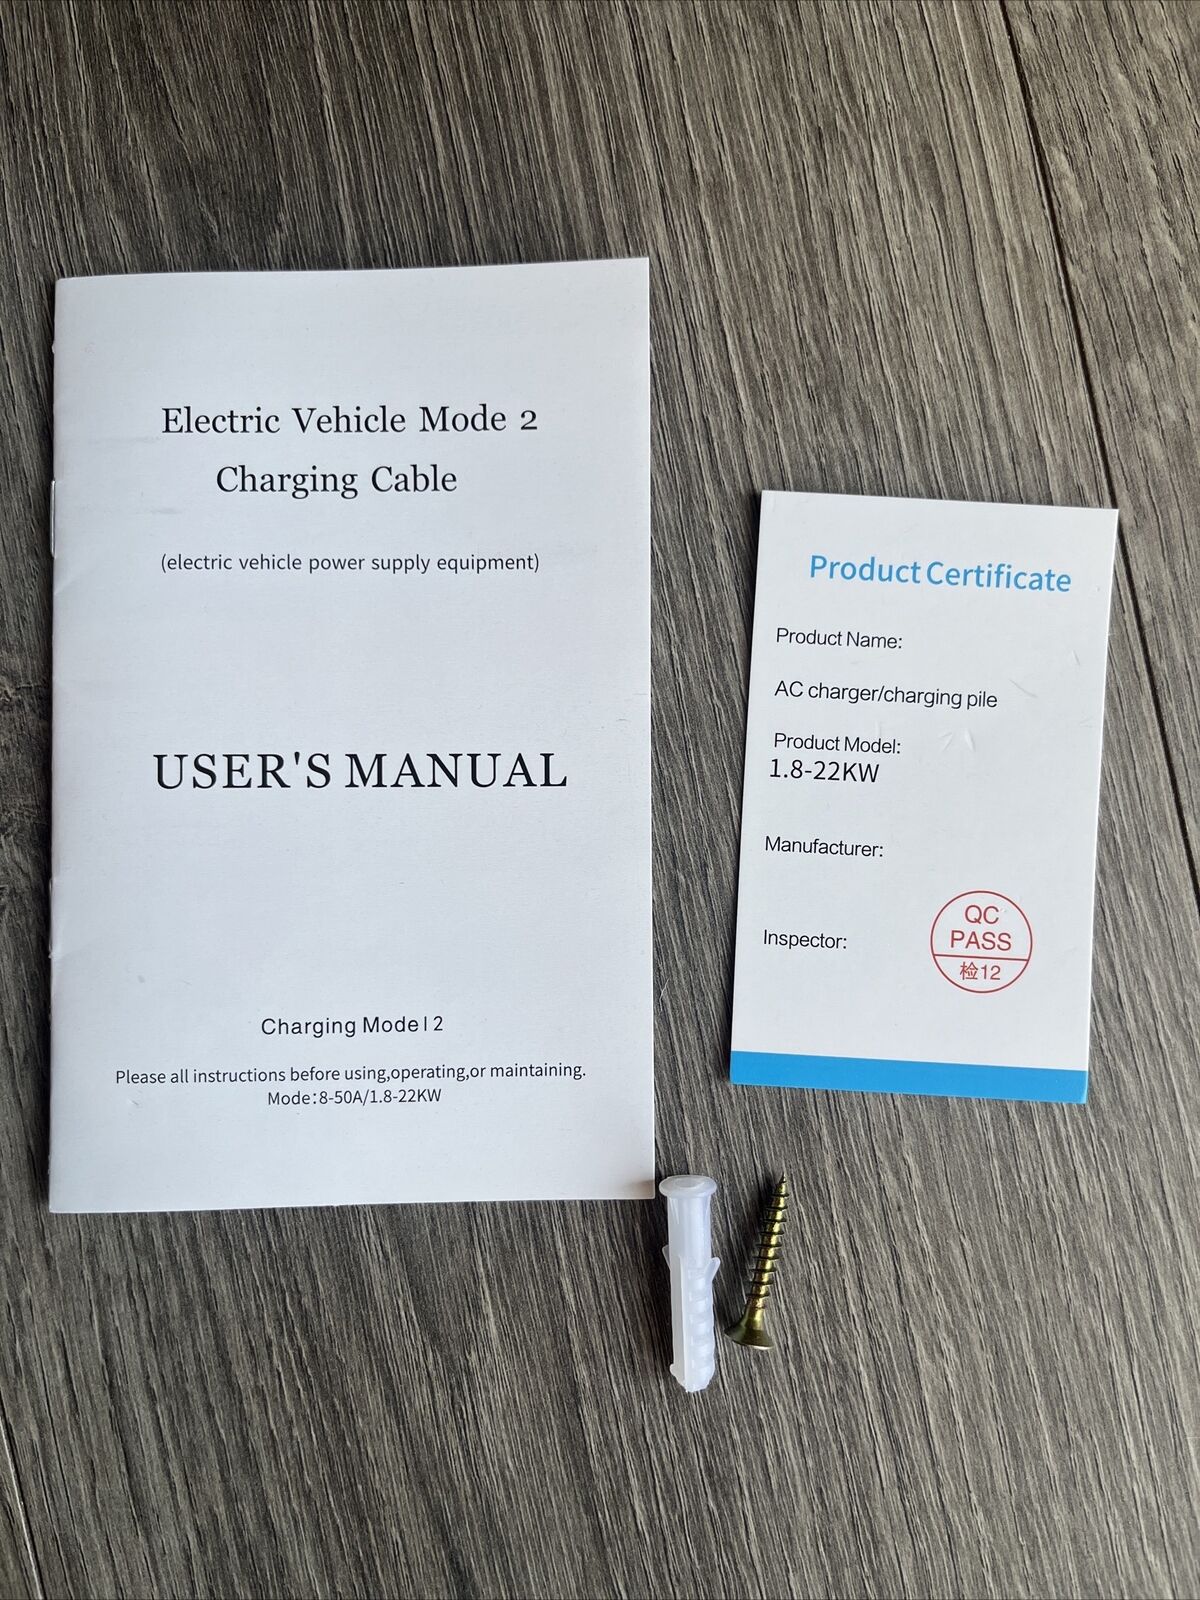 Electric Vehicle Mode 2
Charging Cable
(electric vehicle power supply equipment)
USER'S MANUAL
Charging Model 2
Please all instructions before using,operating,or maintaining.
Mode:8-50A/1.8-22KW
Product Certificate
Product Name:
AC charger/charging pile
Product Model:
1.8-22KW
Manufacturer:
Inspector:
QC
PASS
检12